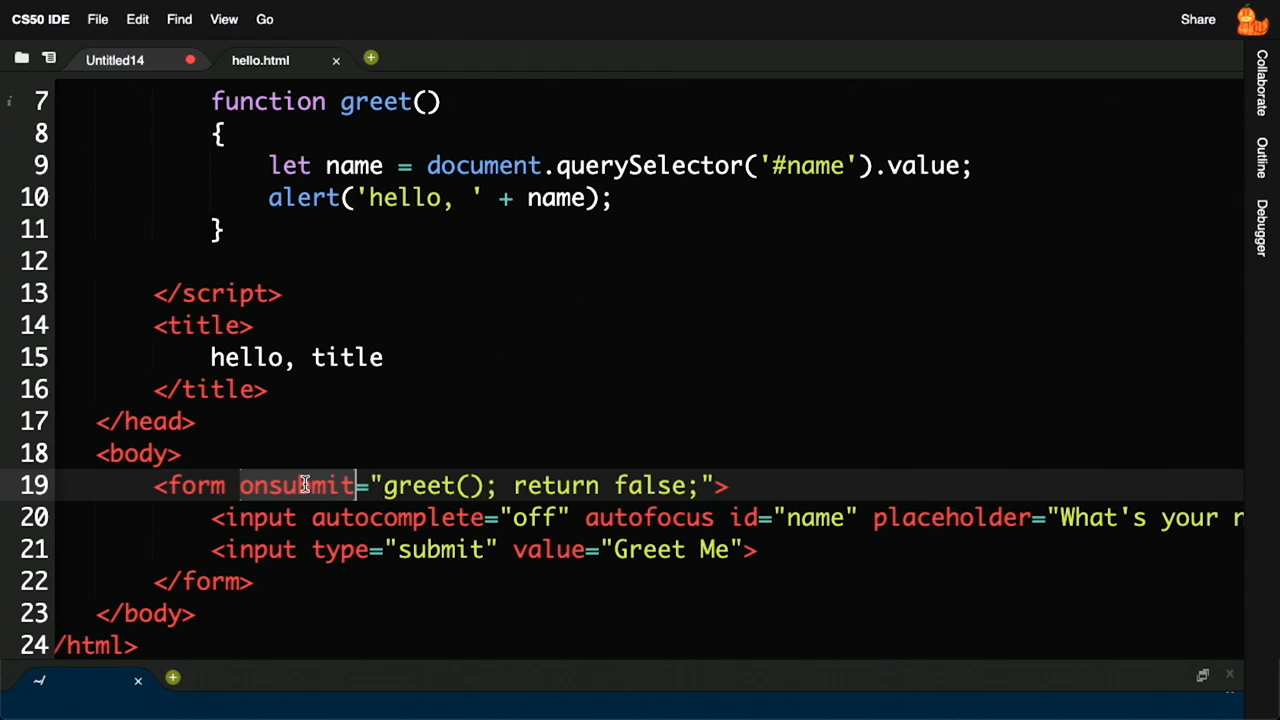 CS50 IDE File Edit Find View Go Share
Untitled14 hello.html
Collaborate
Outline
Debugger
7 function greet()
8 {
9 let name = document.querySelector('#name').value;
10 alert('hello, ' + name);
11 }
12
13 </script>
14 <title>
15 hello, title
16 </title>
17 </head>
18 <body>
19 <form onsubmit="greet(); return false;">
20 <input autocomplete="off" autofocus id="name" placeholder="What's your
21 <input type="submit" value="Greet Me">
22 </form>
23 </body>
24 /html>
~/